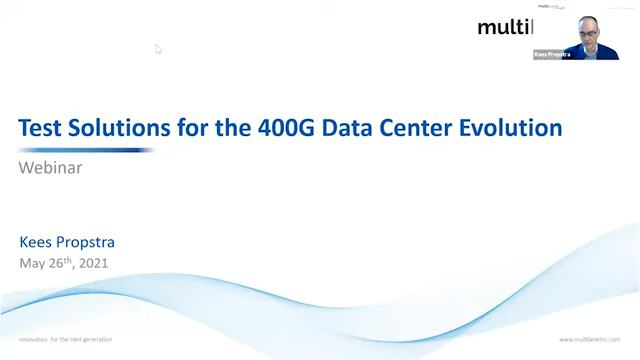 multi
Kees Propstra
Test Solutions for the 400G Data Center Evolution
Webinar
Kees Propstra
May 26th, 2021
Innovation for the next generation
www.multilaneinc.com